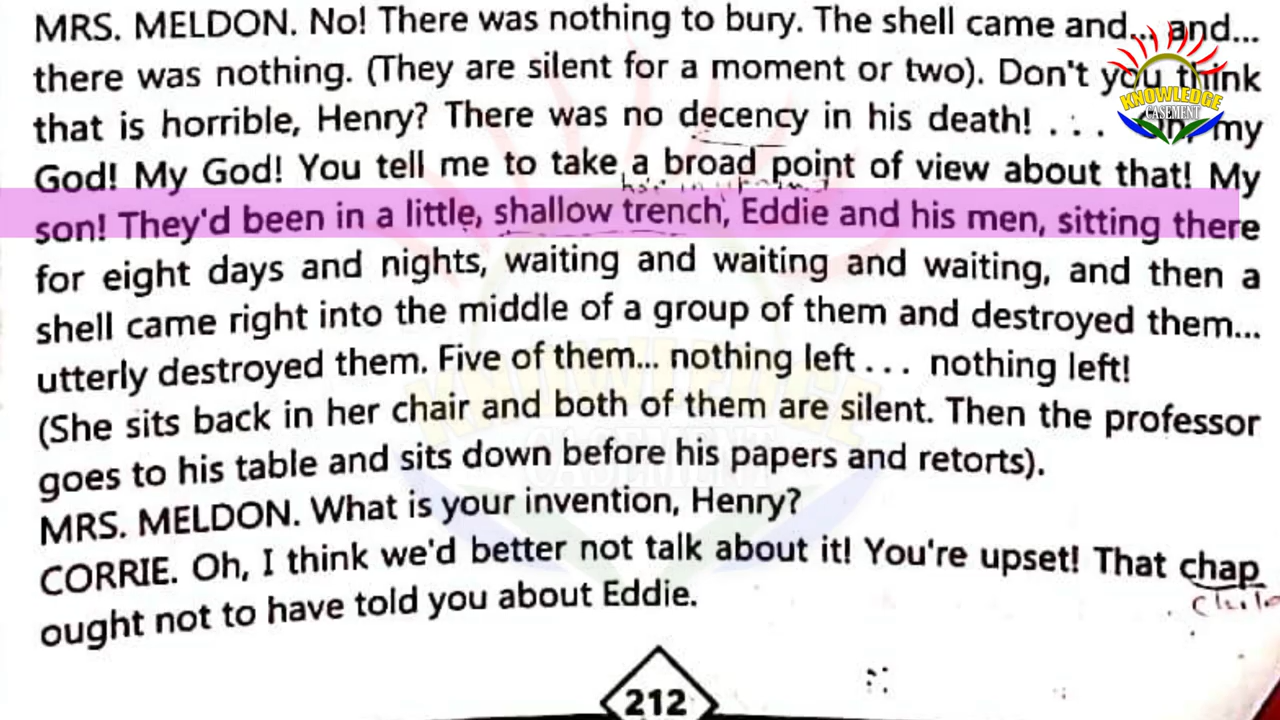 MRS. MELDON. No! There was nothing to bury. The shell came and... and...
there was nothing. (They are silent for a moment or two). Don't you think
that is horrible, Henry? There was no decency in his death! . . . my
God! My God! You tell me to take a broad point of view about that! My
son! They'd been in a little, shallow trench, Eddie and his men, sitting there
for eight days and nights, waiting and waiting and waiting, and then a
shell came right into the middle of a group of them and destroyed them...
utterly destroyed them. Five of them... nothing left . . . nothing left!
(She sits back in her chair and both of them are silent. Then the professor
goes to his table and sits down before his papers and retorts).
MRS. MELDON. What is your invention, Henry?
CORRIE. Oh, I think we'd better not talk about it! You're upset! That chap
ought not to have told you about Eddie.
212
KNOWLEDGE
CASEMENT
KNOWLEDGE
CASEMENT